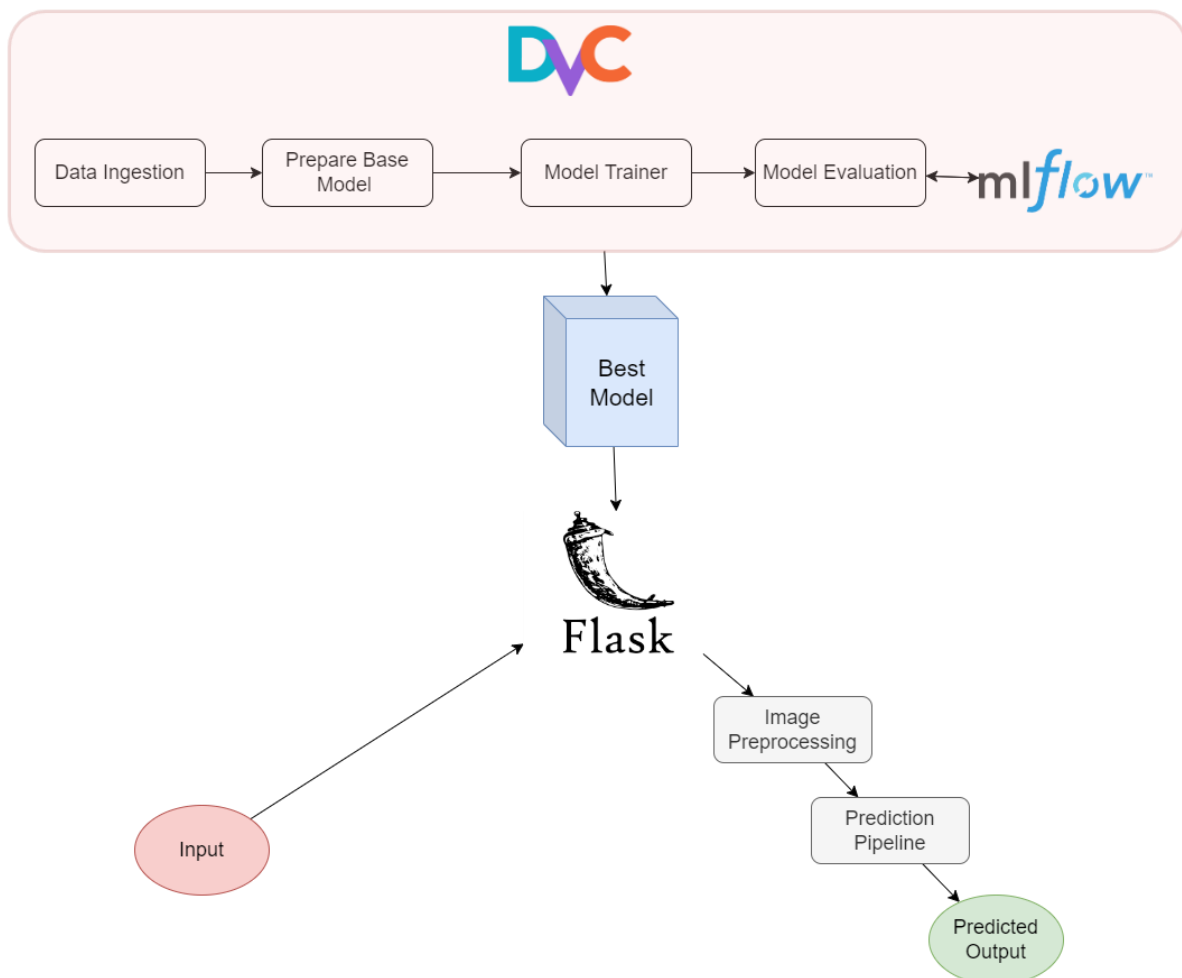 DVC
Data Ingestion
Prepare Base
Model
Model Trainer
Model Evaluation
mlflow™
Best
Model
Flask
Image
Preprocessing
Prediction
Pipeline
Input
Predicted
Output